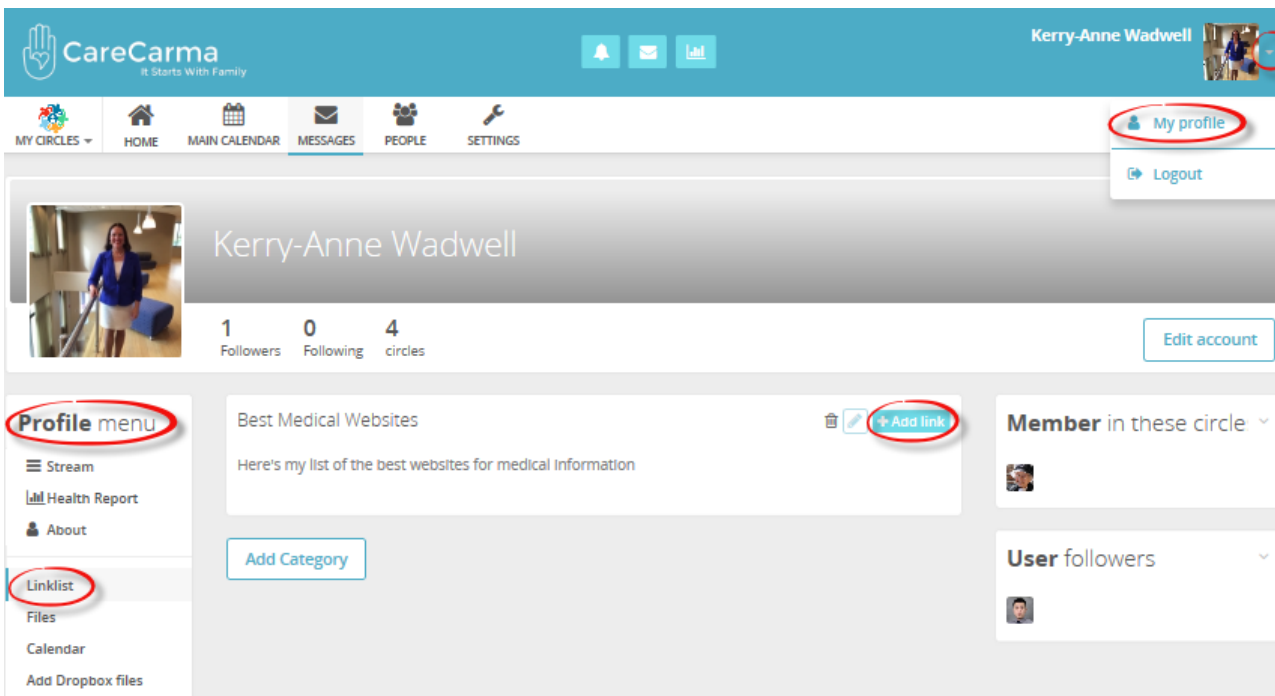 CareCarma
It Starts With Family
Kerry-Anne Wadwell
MY CIRCLES
HOME
MAIN CALENDAR
MESSAGES
PEOPLE
SETTINGS
My profile
Logout
Kerry-Anne Wadwell
1 0 4
Followers Following circles
Edit account
Profile menu
Stream
Health Report
About
Linklist
Files
Calendar
Add Dropbox files
Best Medical Websites
+ Add link
Here's my list of the best websites for medical information
Add Category
Member in these circle
User followers